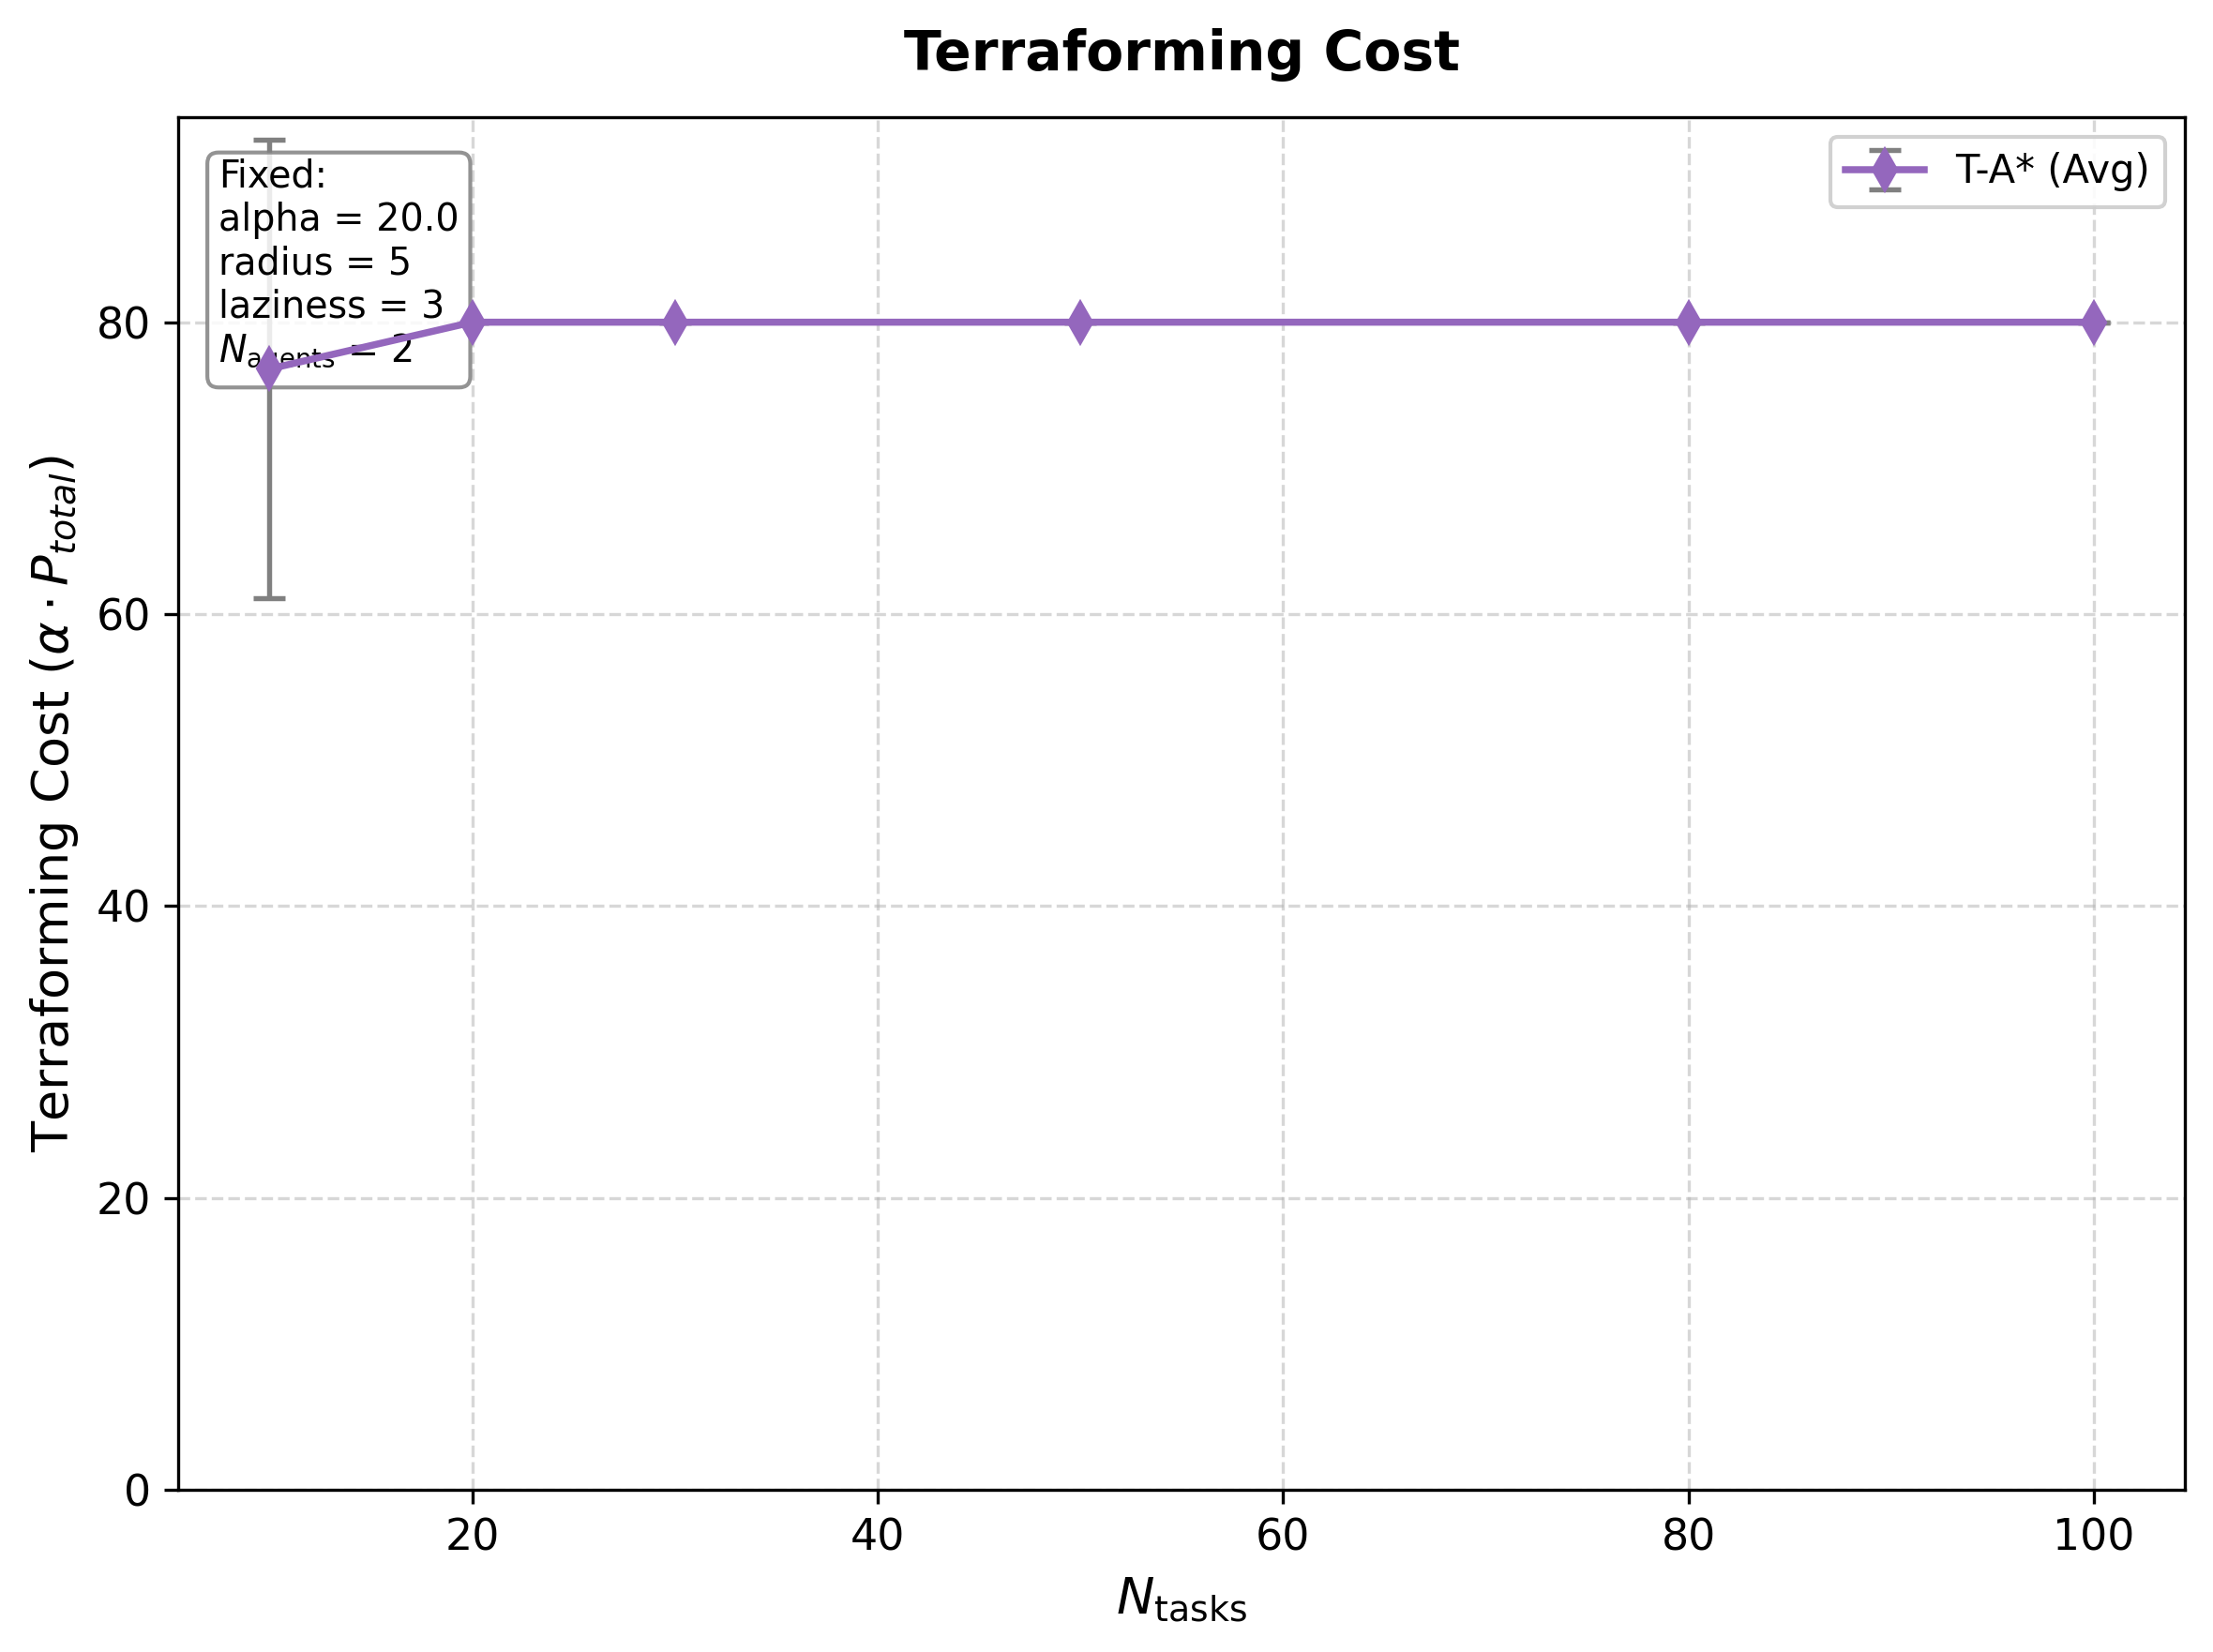 Terraforming Cost
Fixed:
alpha = 20.0
radius = 5
laziness = 3
N_agents = 2
T-A* (Avg)
80
60
40
20
0
Terraforming Cost (α · P_total)
20 40 60 80 100
N_tasks